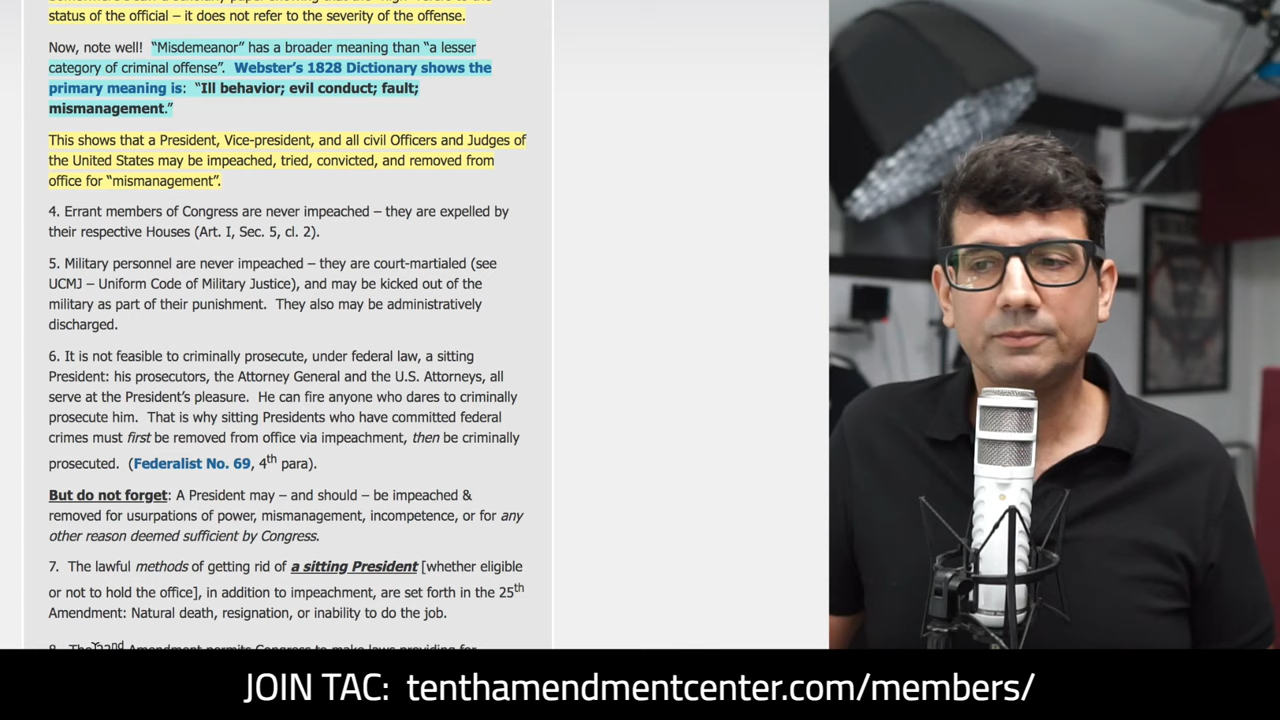 status of the official – it does not refer to the severity of the offense.
Now, note well! “Misdemeanor” has a broader meaning than “a lesser
category of criminal offense”. Webster’s 1828 Dictionary shows the
primary meaning is: “Ill behavior; evil conduct; fault;
mismanagement.”
This shows that a President, Vice-president, and all civil Officers and Judges of
the United States may be impeached, tried, convicted, and removed from
office for “mismanagement”.
4. Errant members of Congress are never impeached – they are expelled by
their respective Houses (Art. I, Sec. 5, cl. 2).
5. Military personnel are never impeached – they are court-martialed (see
UCMJ – Uniform Code of Military Justice), and may be kicked out of the
military as part of their punishment. They also may be administratively
discharged.
6. It is not feasible to criminally prosecute, under federal law, a sitting
President: his prosecutors, the Attorney General and the U.S. Attorneys, all
serve at the President’s pleasure. He can fire anyone who dares to criminally
prosecute him. That is why sitting Presidents who have committed federal
crimes must first be removed from office via impeachment, then be criminally
prosecuted. (Federalist No. 69, 4th para).
But do not forget: A President may – and should – be impeached &
removed for usurpations of power, mismanagement, incompetence, or for any
other reason deemed sufficient by Congress.
7. The lawful methods of getting rid of a sitting President [whether eligible
or not to hold the office], in addition to impeachment, are set forth in the 25th
Amendment: Natural death, resignation, or inability to do the job.
8. The 22nd Amendment permits Congress to make laws providing for
JOIN TAC: tenthamendmentcenter.com/members/